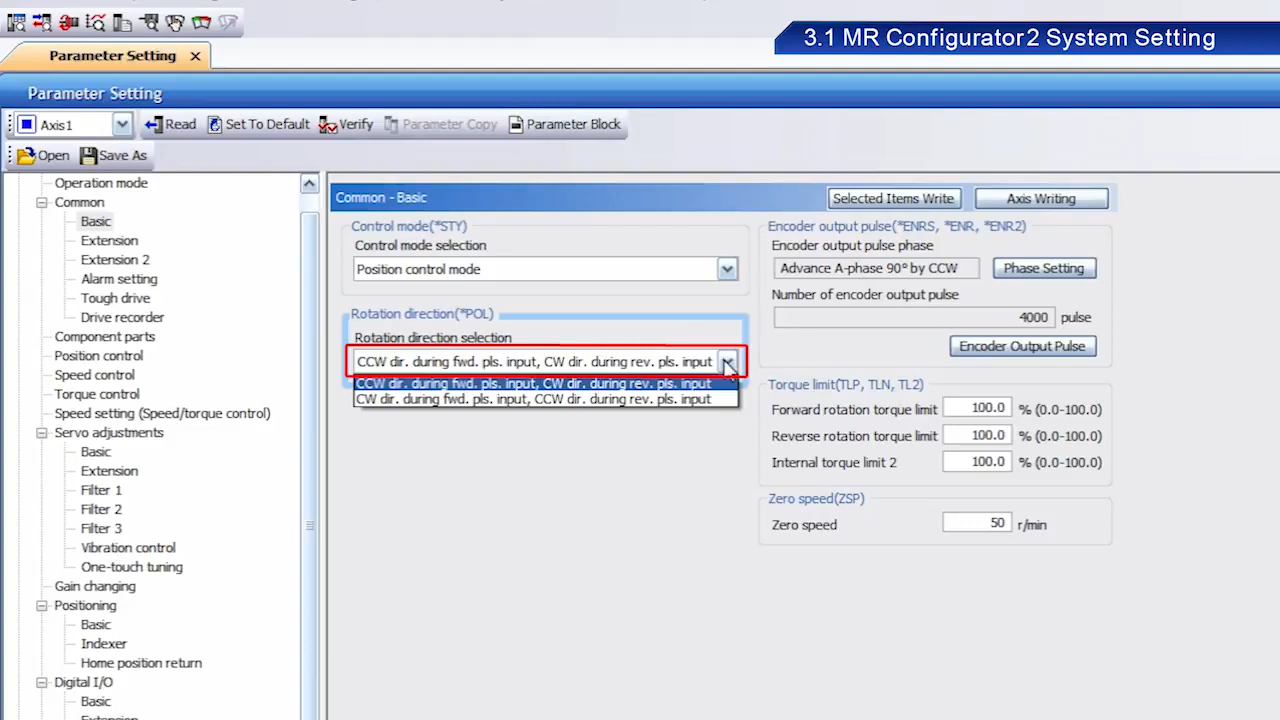 3.1 MR Configurator2 System Setting
Parameter Setting
Parameter Setting
Axis1
Read
Set To Default
Verify
Parameter Copy
Parameter Block
Open
Save As
Operation mode
Common
Basic
Extension
Extension 2
Alarm setting
Tough drive
Drive recorder
Component parts
Position control
Speed control
Torque control
Speed setting (Speed/torque control)
Servo adjustments
Basic
Extension
Filter 1
Filter 2
Filter 3
Vibration control
One-touch tuning
Gain changing
Positioning
Basic
Indexer
Home position return
Digital I/O
Basic
Common - Basic
Selected Items Write
Axis Writing
Control mode(*STY)
Control mode selection
Position control mode
Rotation direction(*POL)
Rotation direction selection
CCW dir. during fwd. pls. input, CW dir. during rev. pls. input
CCW dir. during fwd. pls. input, CW dir. during rev. pls. input
CW dir. during fwd. pls. input, CCW dir. during rev. pls. input
Encoder output pulse(*ENRS, *ENR, *ENR2)
Encoder output pulse phase
Advance A-phase 90° by CCW
Phase Setting
Number of encoder output pulse
4000 pulse
Encoder Output Pulse
Torque limit(TLP, TLN, TL2)
Forward rotation torque limit 100.0 % (0.0-100.0)
Reverse rotation torque limit 100.0 % (0.0-100.0)
Internal torque limit 2 100.0 % (0.0-100.0)
Zero speed(ZSP)
Zero speed 50 r/min